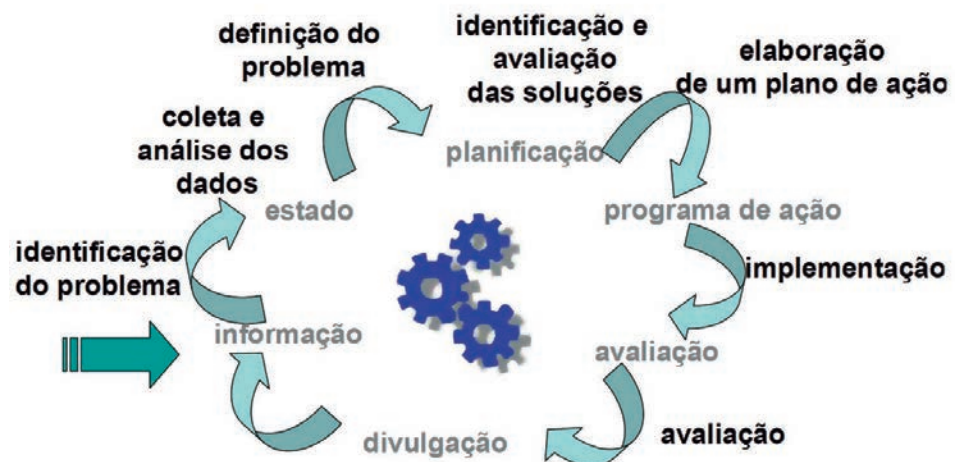 definição do
problema
identificação e
avaliação
das soluções
elaboração
de um plano de ação
coleta e
análise dos
dados
planificação
estado
programa de ação
identificação
do problema
implementação
informação
avaliação
divulgação
avaliação